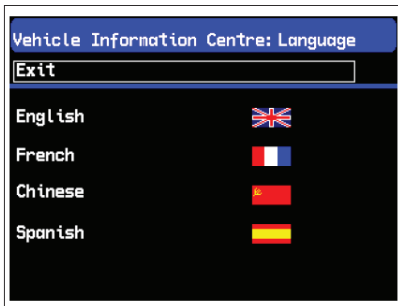 Vehicle Information Centre: Language
Exit
English
French
Chinese
Spanish